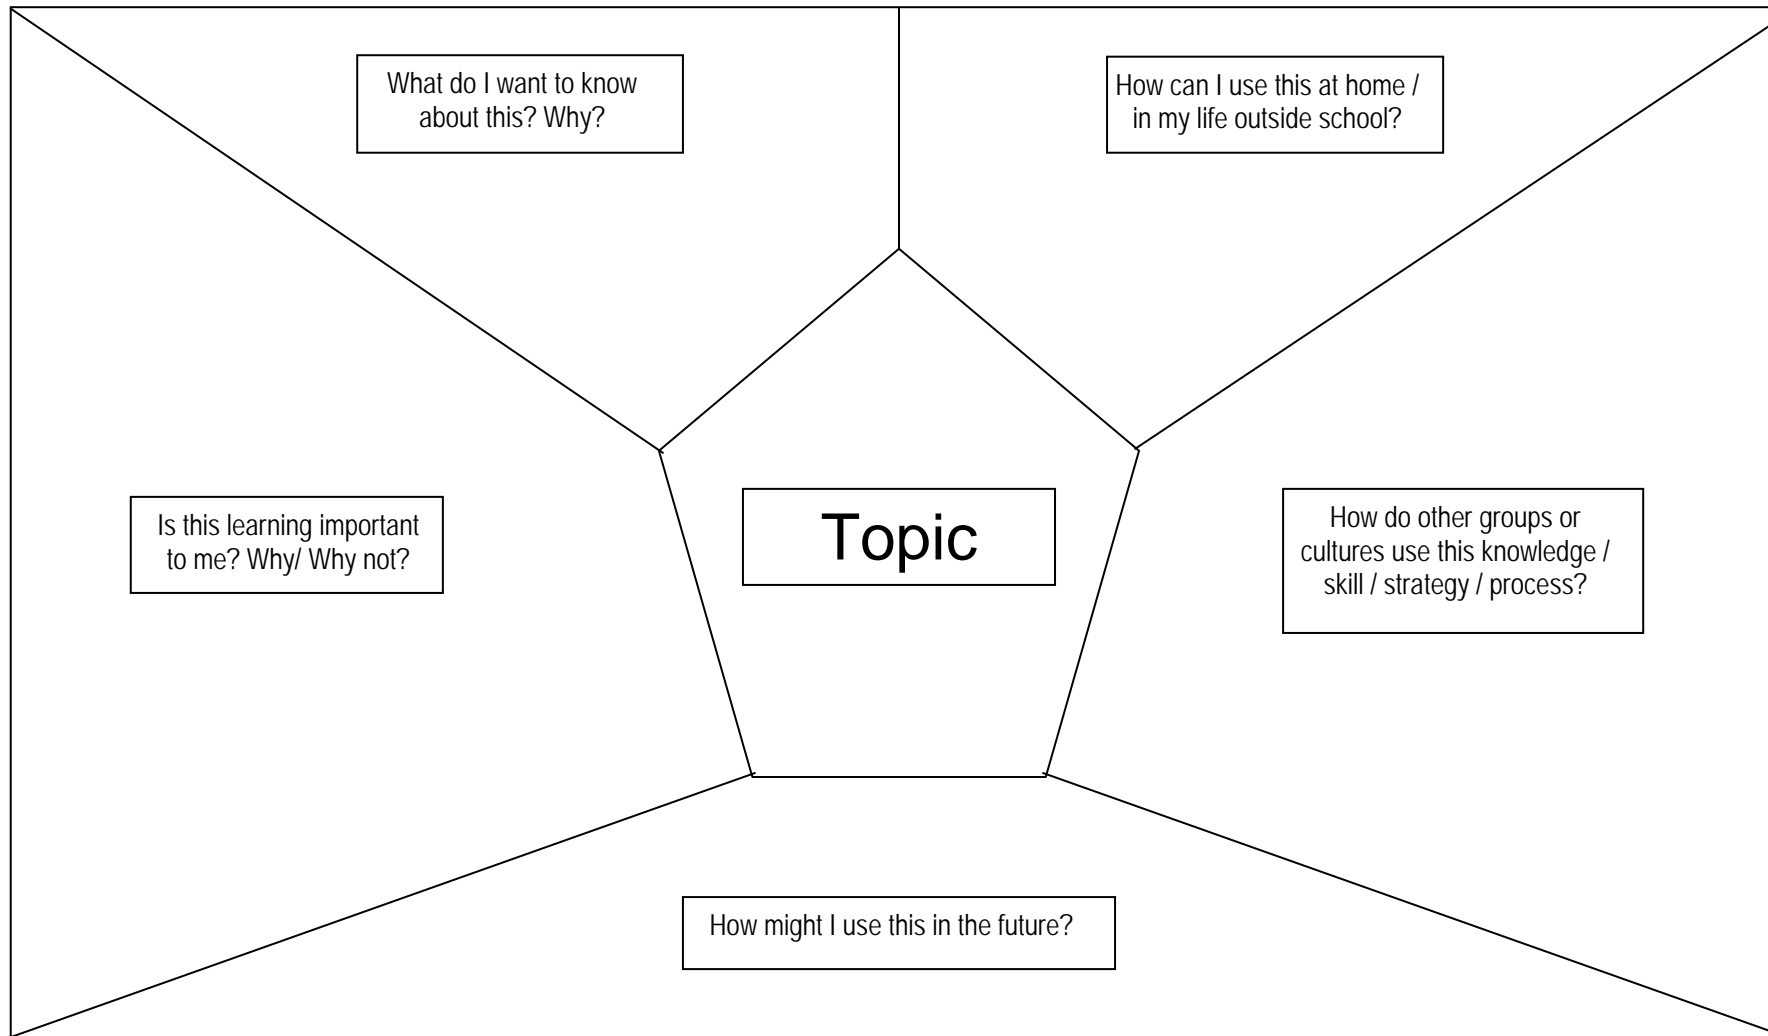 What do I want to know
about this? Why?
How can I use this at home /
in my life outside school?
Is this learning important
to me? Why/ Why not?
Topic
How do other groups or
cultures use this knowledge /
skill / strategy / process?
How might I use this in the future?